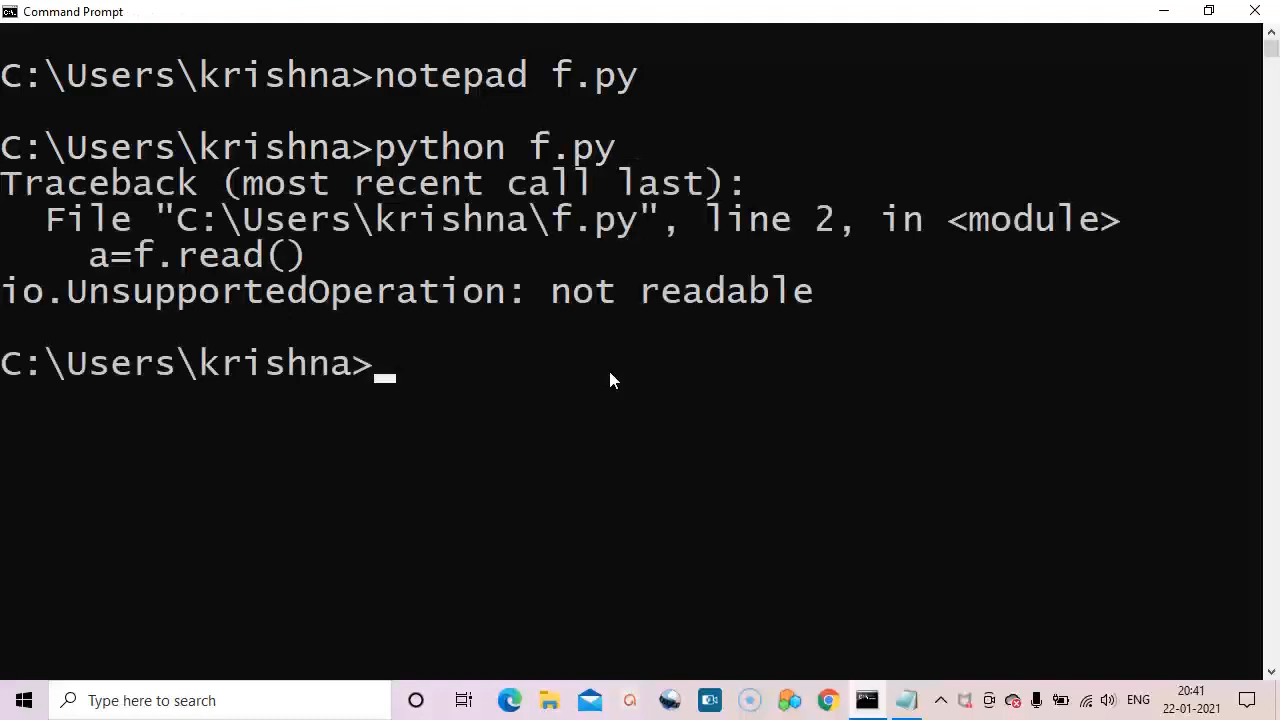 Command Prompt
C:\Users\krishna>notepad f.py
C:\Users\krishna>python f.py
Traceback (most recent call last):
  File "C:\Users\krishna\f.py", line 2, in <module>
    a=f.read()
io.UnsupportedOperation: not readable
C:\Users\krishna>
Type here to search
ENG
20:41
22-01-2021